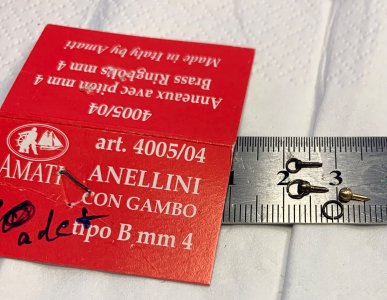 Made in Italy by Amati
Brass Ringbolts mm 4
Anneaux avec piton mm 4
4005/04
art. 4005/04
AMATI
ANELLINI
CON GAMBO
tipo B mm 4
1 2 3